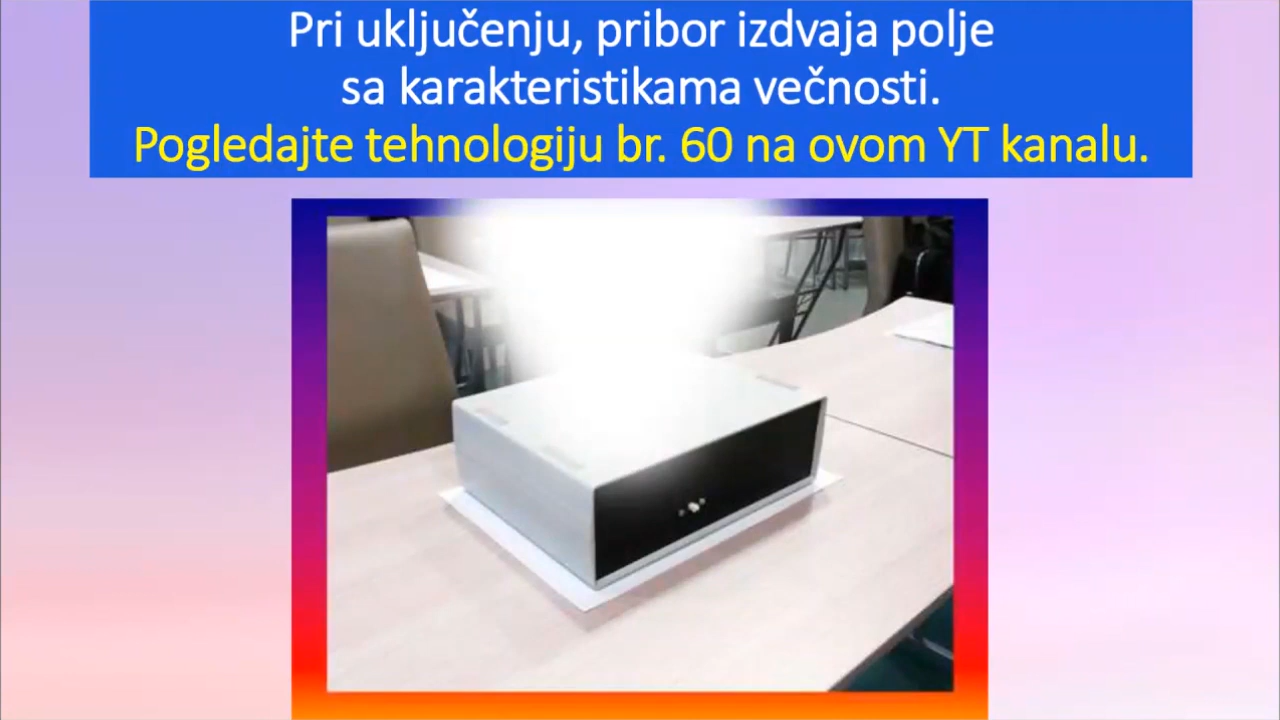 Pri uključenju, pribor izdvaja polje
sa karakteristikama večnosti.
Pogledajte tehnologiju br. 60 na ovom YT kanalu.